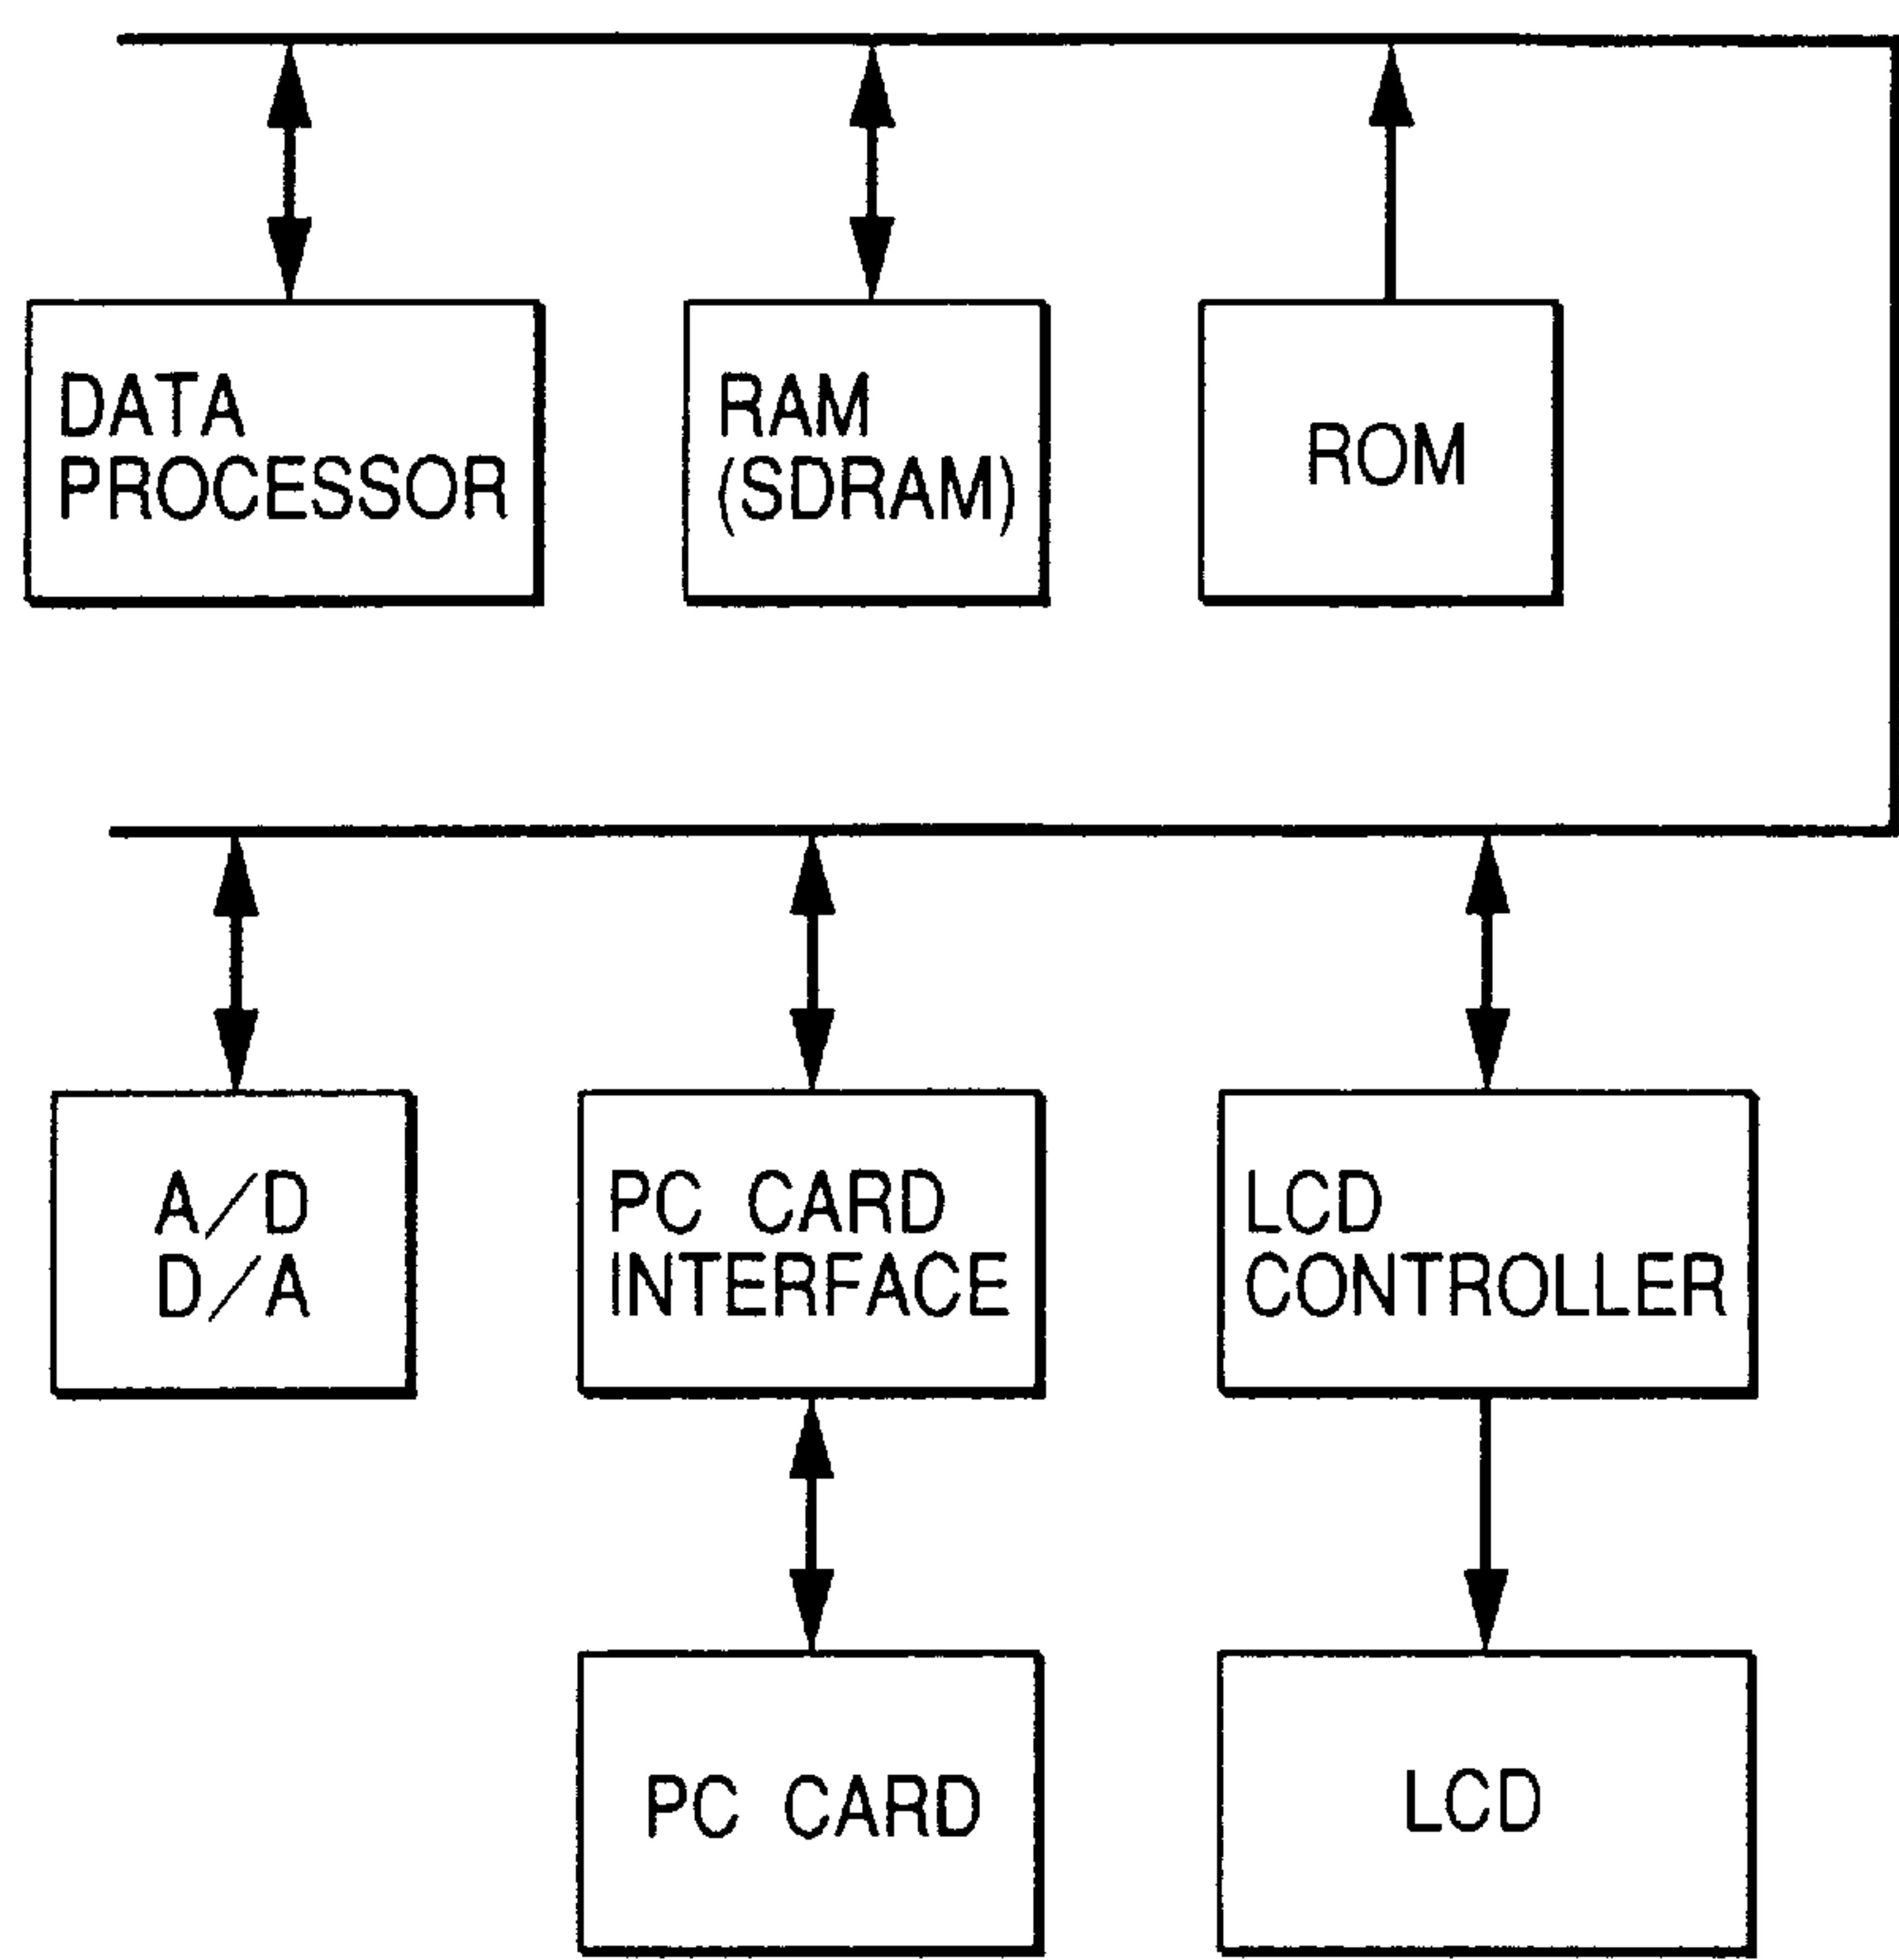 DATA
PROCESSOR
RAM
(SDRAM)
ROM
A/D
D/A
PC CARD
INTERFACE
LCD
CONTROLLER
PC CARD
LCD